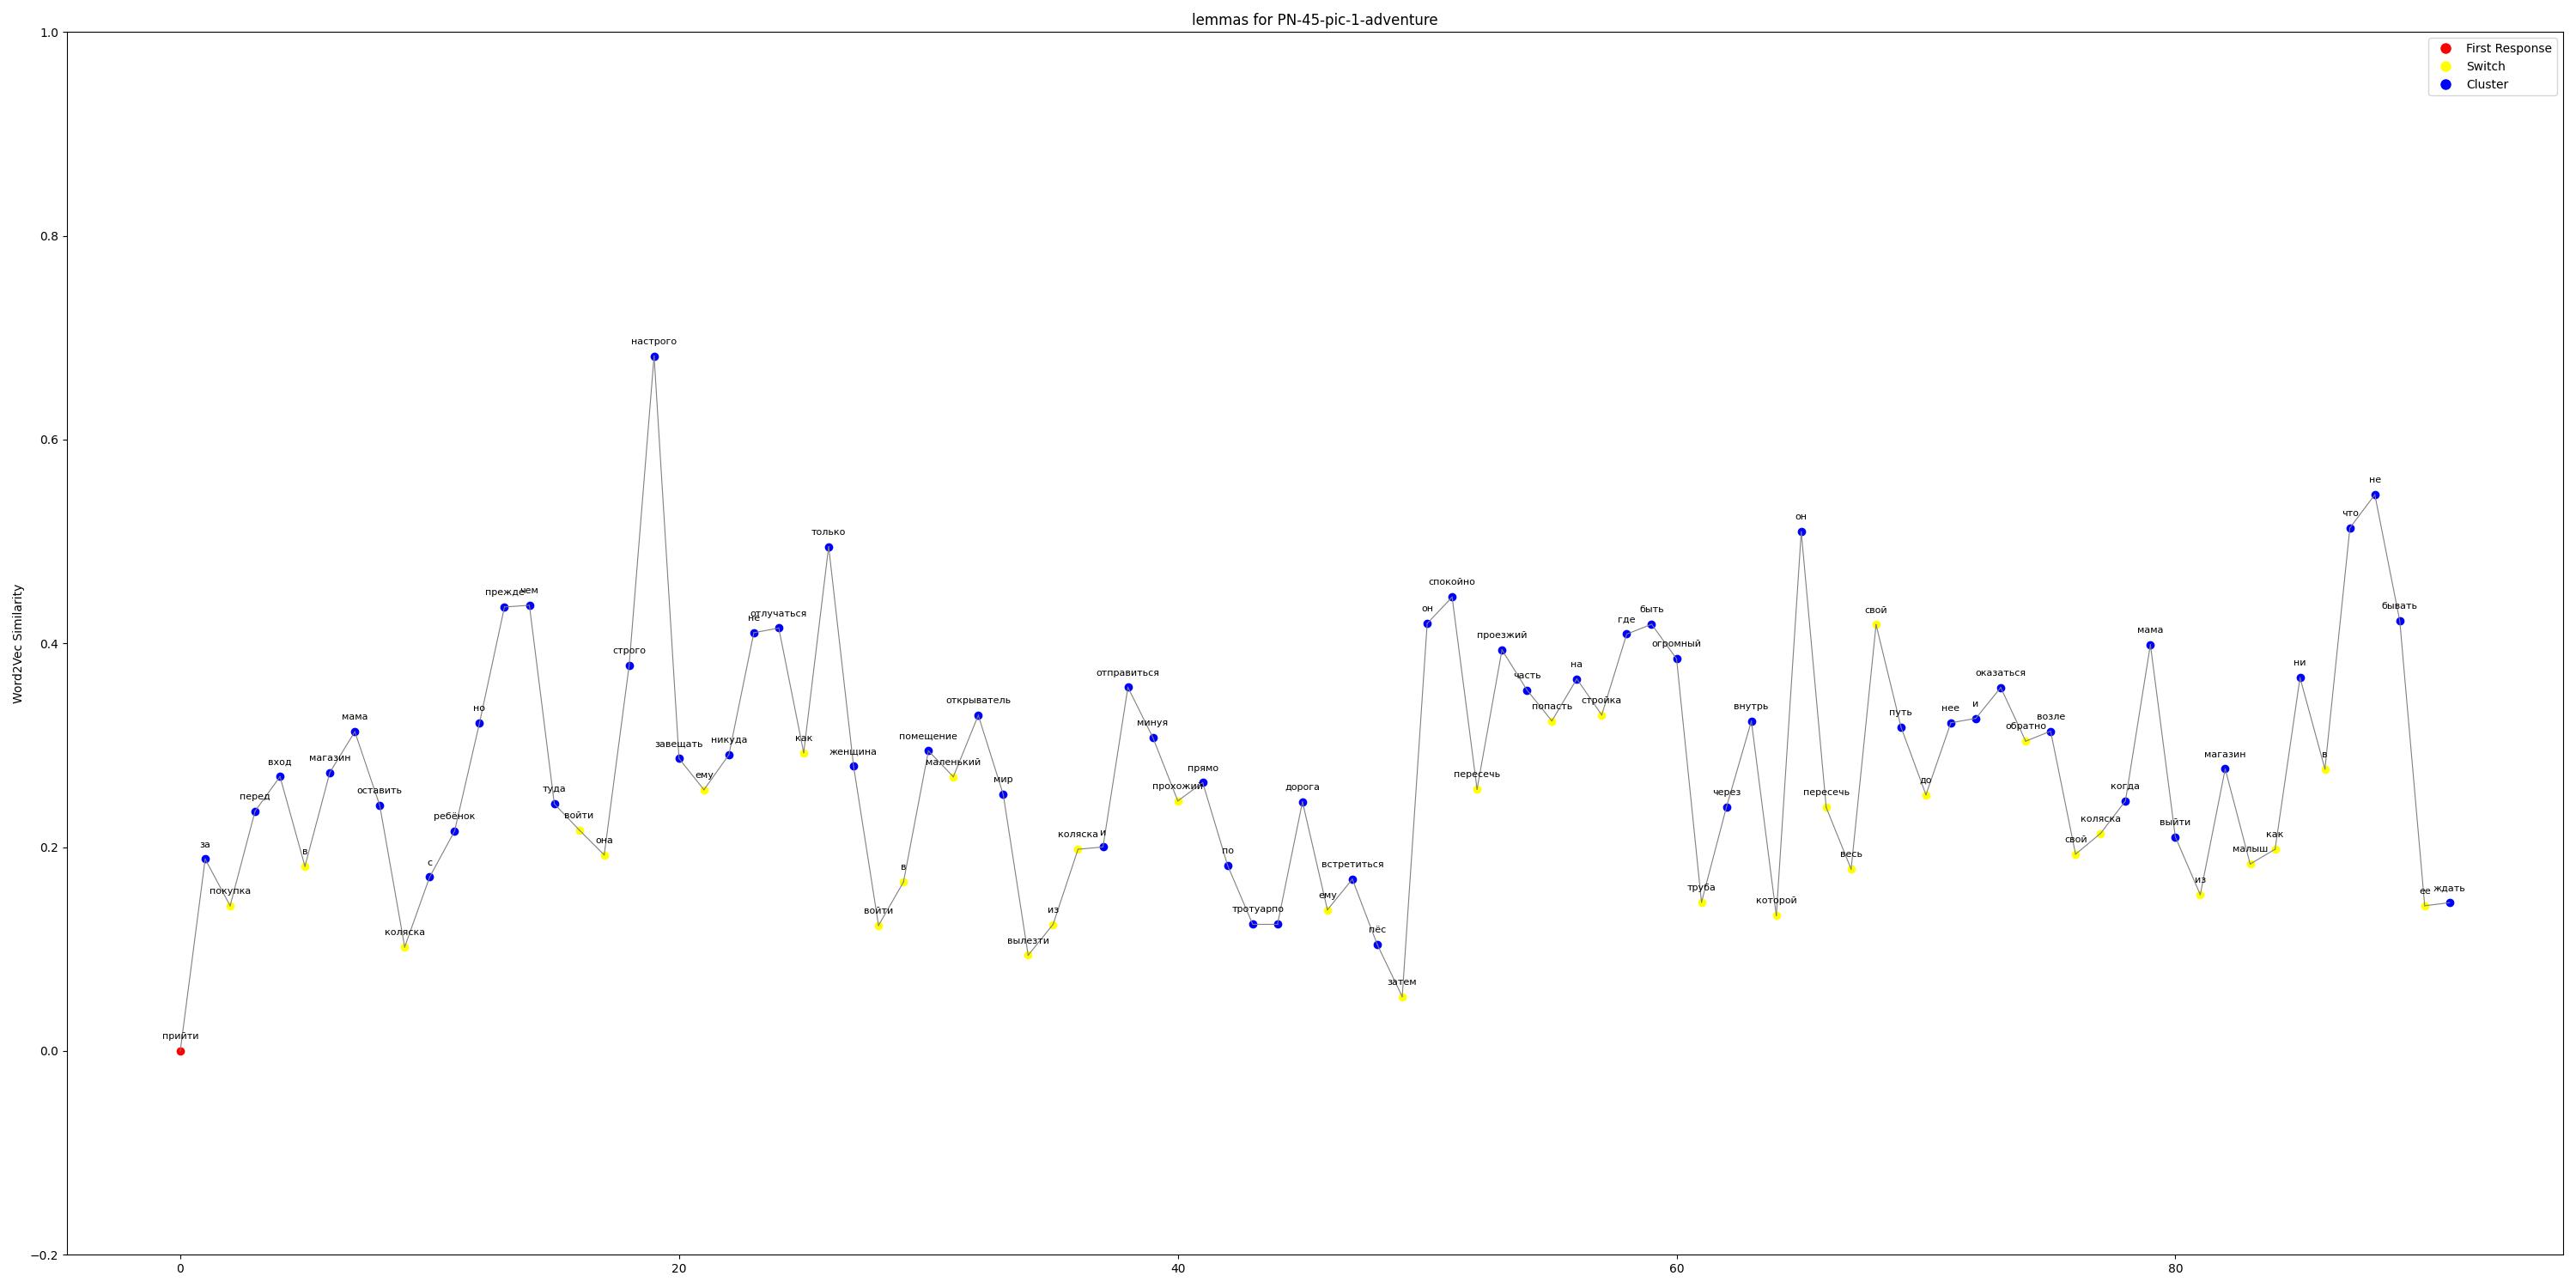 lemmas for PN-45-pic-1-adventure
First Response
Switch
Cluster
Word2Vec Similarity
1.0
0.8
0.6
0.4
0.2
0.0
−0.2
0
20
40
60
80
прийти
за
покупка
перед
вход
в
магазин
мама
оставить
коляска
с
ребёнок
но
прежде
чем
туда
войти
она
строго
настрого
завещать
ему
никуда
не
отлучаться
как
только
женщина
войти
в
помещение
маленький
открыватель
мир
вылезти
из
коляска
и
отправиться
минуя
прохожий
прямо
по
тротуарпо
дорога
ему
встретиться
пёс
затем
он
спокойно
пересечь
проезжий
часть
попасть
на
стройка
где
быть
огромный
труба
через
внутрь
которой
он
пересечь
весь
свой
путь
до
нее
и
оказаться
обратно
возле
свой
коляска
когда
мама
выйти
из
магазин
малыш
как
ни
в
что
не
бывать
ее
ждать